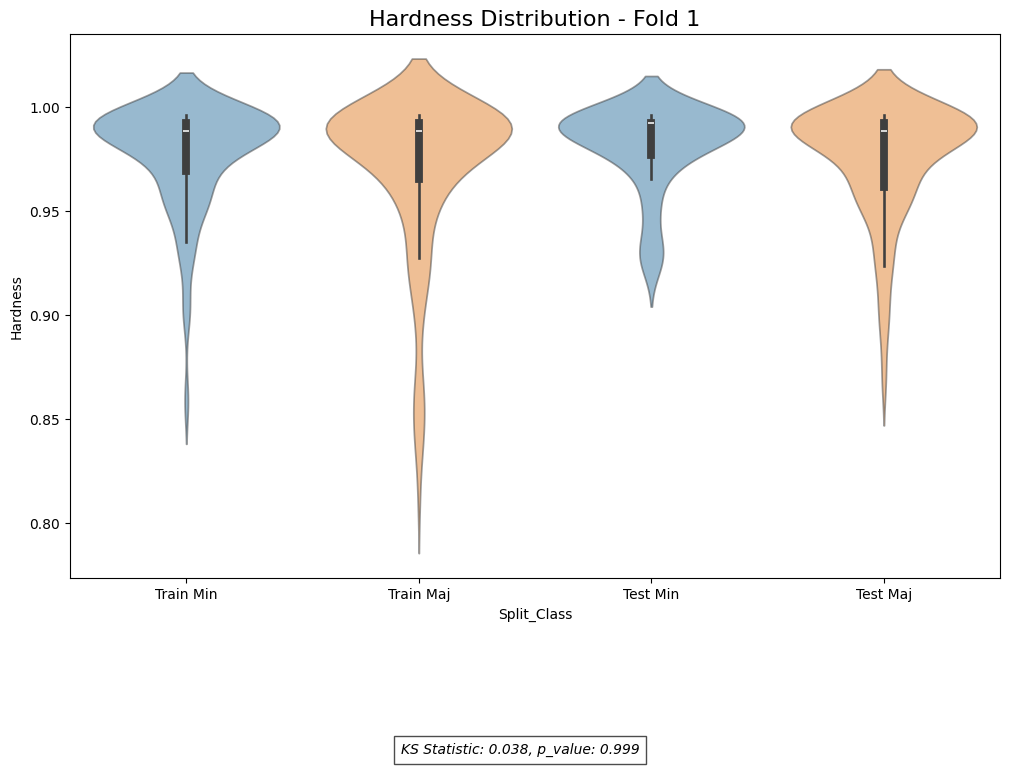 Hardness Distribution - Fold 1
Hardness
1.00
0.95
0.90
0.85
0.80
Train Min
Train Maj
Test Min
Test Maj
Split_Class
KS Statistic: 0.038, p_value: 0.999